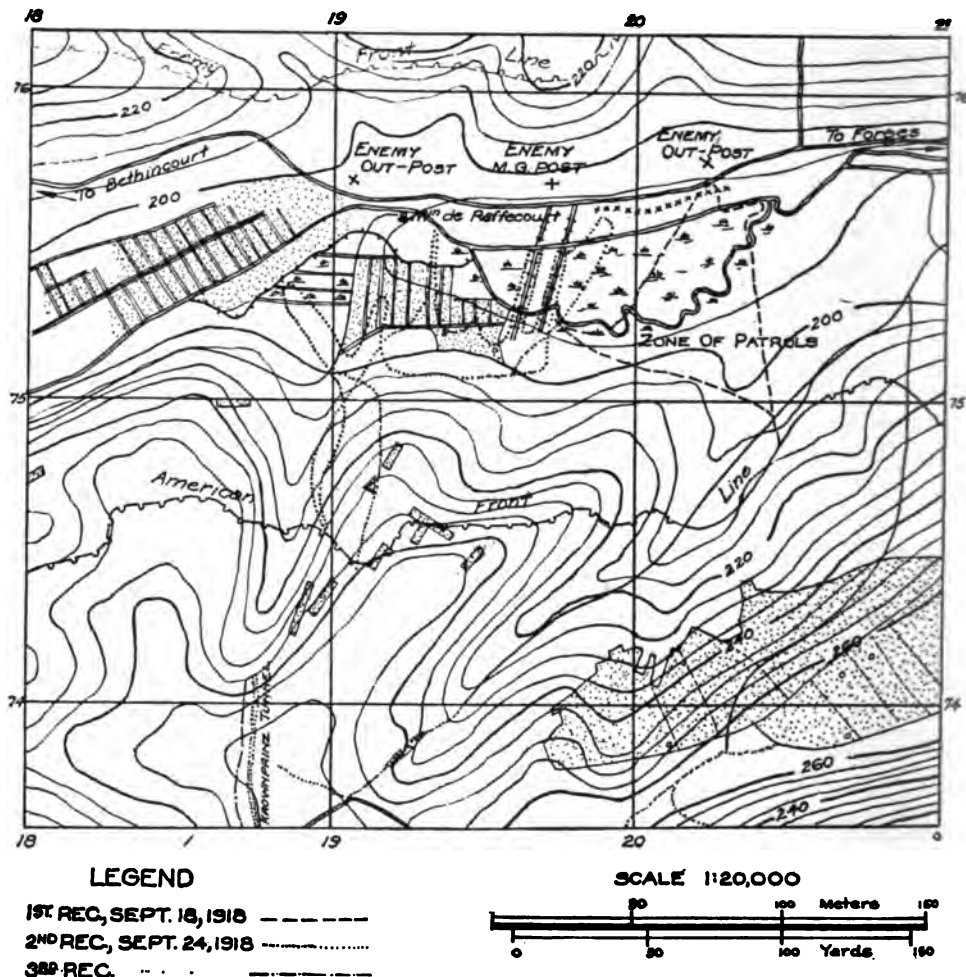 18 19 20 21
Enemy Front Line
220
76 76
220
ENEMY OUT-POST
ENEMY M.G. POST
ENEMY OUT-POST
To Forges
To Bethincourt
200
Mⁱⁿ de Raffecourt
200
ZONE OF PATROLS
75 75
American Front Line
220
240
260
74 74
KROWNPRINZ TUNNEL
260
240
18 19 20
LEGEND
1ST. REC., SEPT. 18, 1918
2ND REC., SEPT. 24, 1918
3RD REC. " "
SCALE 1:20,000
50 100 Meters 150
0 50 100 Yards 150